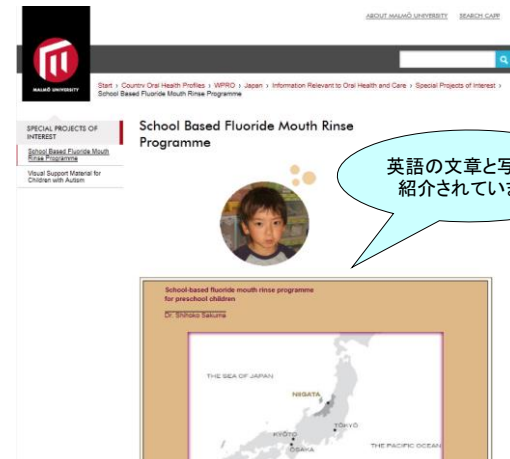 ABOUT MALMÖ UNIVERSITY SEARCH CAPP
MALMÖ UNIVERSITY
Start › Country Oral Health Profiles › WPRO › Japan › Information Relevant to Oral Health and Care › Special Projects of Interest ›
School Based Fluoride Mouth Rinse Programme
SPECIAL PROJECTS OF
INTEREST
School Based Fluoride Mouth
Rinse Programme
Visual Support Material for
Children with Autism
School Based Fluoride Mouth Rinse
Programme
英語の文章と写
紹介されていま
School-based fluoride mouth rinse programme
for preschool children
Dr. Shihoko Sakuma
THE SEA OF JAPAN
NIIGATA
TOKYO
KYOTO
OSAKA
THE PACIFIC OCEAN